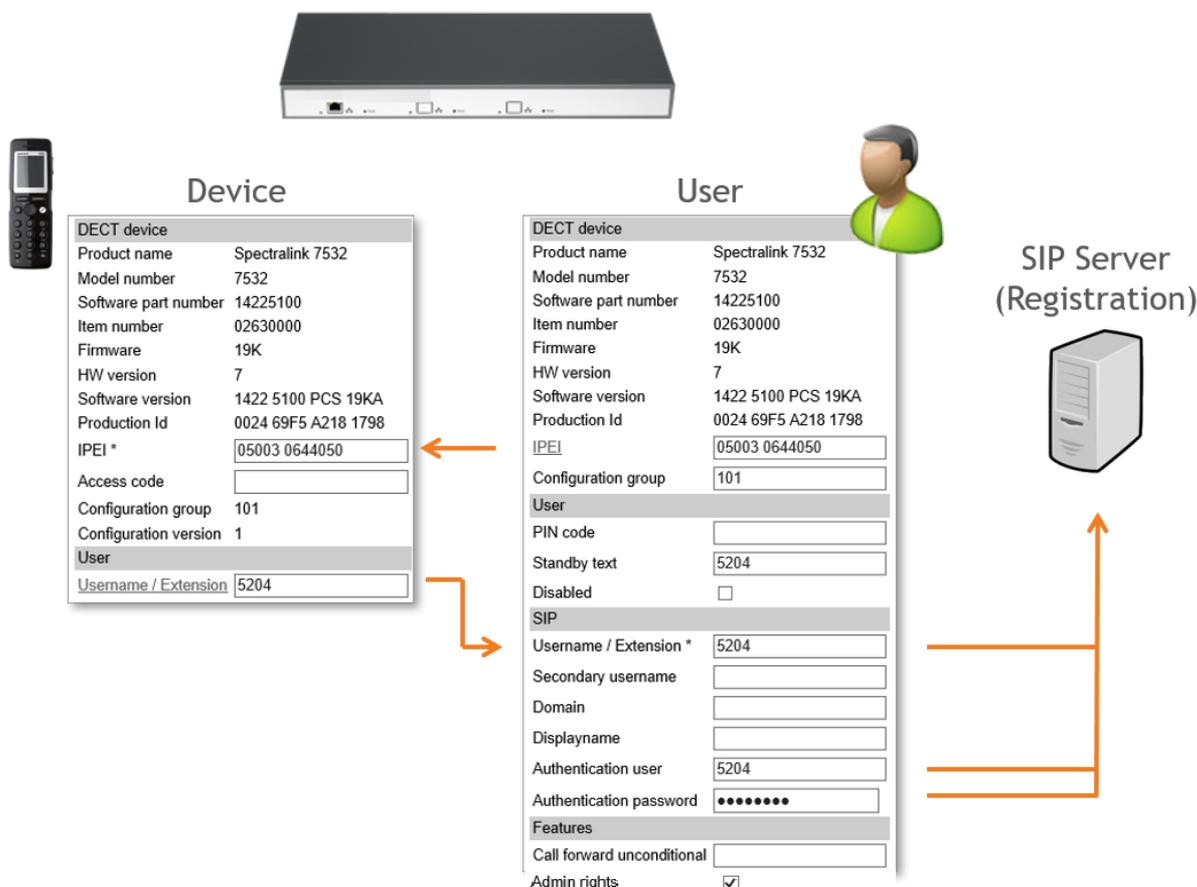 Device
DECT device
Product name Spectralink 7532
Model number 7532
Software part number 14225100
Item number 02630000
Firmware 19K
HW version 7
Software version 1422 5100 PCS 19KA
Production Id 0024 69F5 A218 1798
IPEI * 05003 0644050
Access code
Configuration group 101
Configuration version 1
User
Username / Extension 5204
User
DECT device
Product name Spectralink 7532
Model number 7532
Software part number 14225100
Item number 02630000
Firmware 19K
HW version 7
Software version 1422 5100 PCS 19KA
Production Id 0024 69F5 A218 1798
IPEI 05003 0644050
Configuration group 101
User
PIN code
Standby text 5204
Disabled
SIP
Username / Extension * 5204
Secondary username
Domain
Displayname
Authentication user 5204
Authentication password ●●●●●●●●
Features
Call forward unconditional
Admin rights
SIP Server
(Registration)